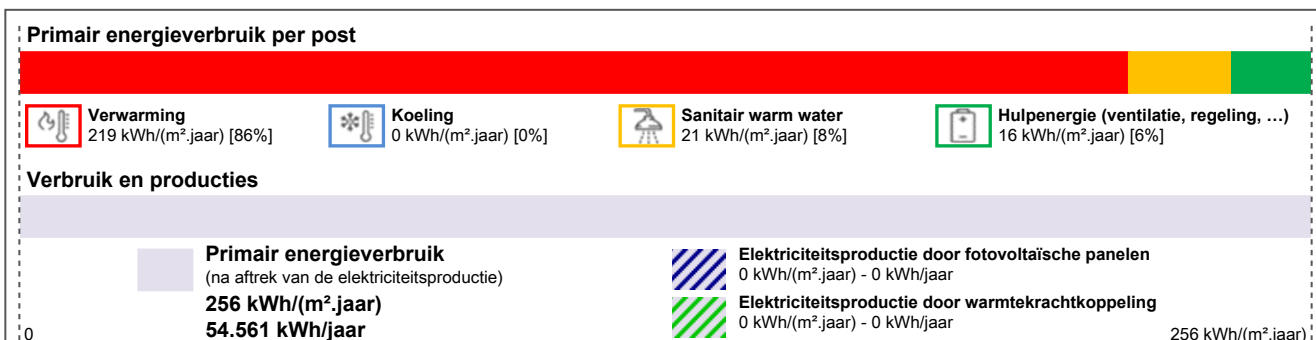 Primair energieverbruik per post
Verwarming
219 kWh/(m².jaar) [86%]
Koeling
0 kWh/(m².jaar) [0%]
Sanitair warm water
21 kWh/(m².jaar) [8%]
Hulpenergie (ventilatie, regeling, …)
16 kWh/(m².jaar) [6%]
Verbruik en producties
Primair energieverbruik
(na aftrek van de elektriciteitsproductie)
256 kWh/(m².jaar)
54.561 kWh/jaar
Elektriciteitsproductie door fotovoltaïsche panelen
0 kWh/(m².jaar) - 0 kWh/jaar
Elektriciteitsproductie door warmtekrachtkoppeling
0 kWh/(m².jaar) - 0 kWh/jaar
0
256 kWh/(m².jaar)